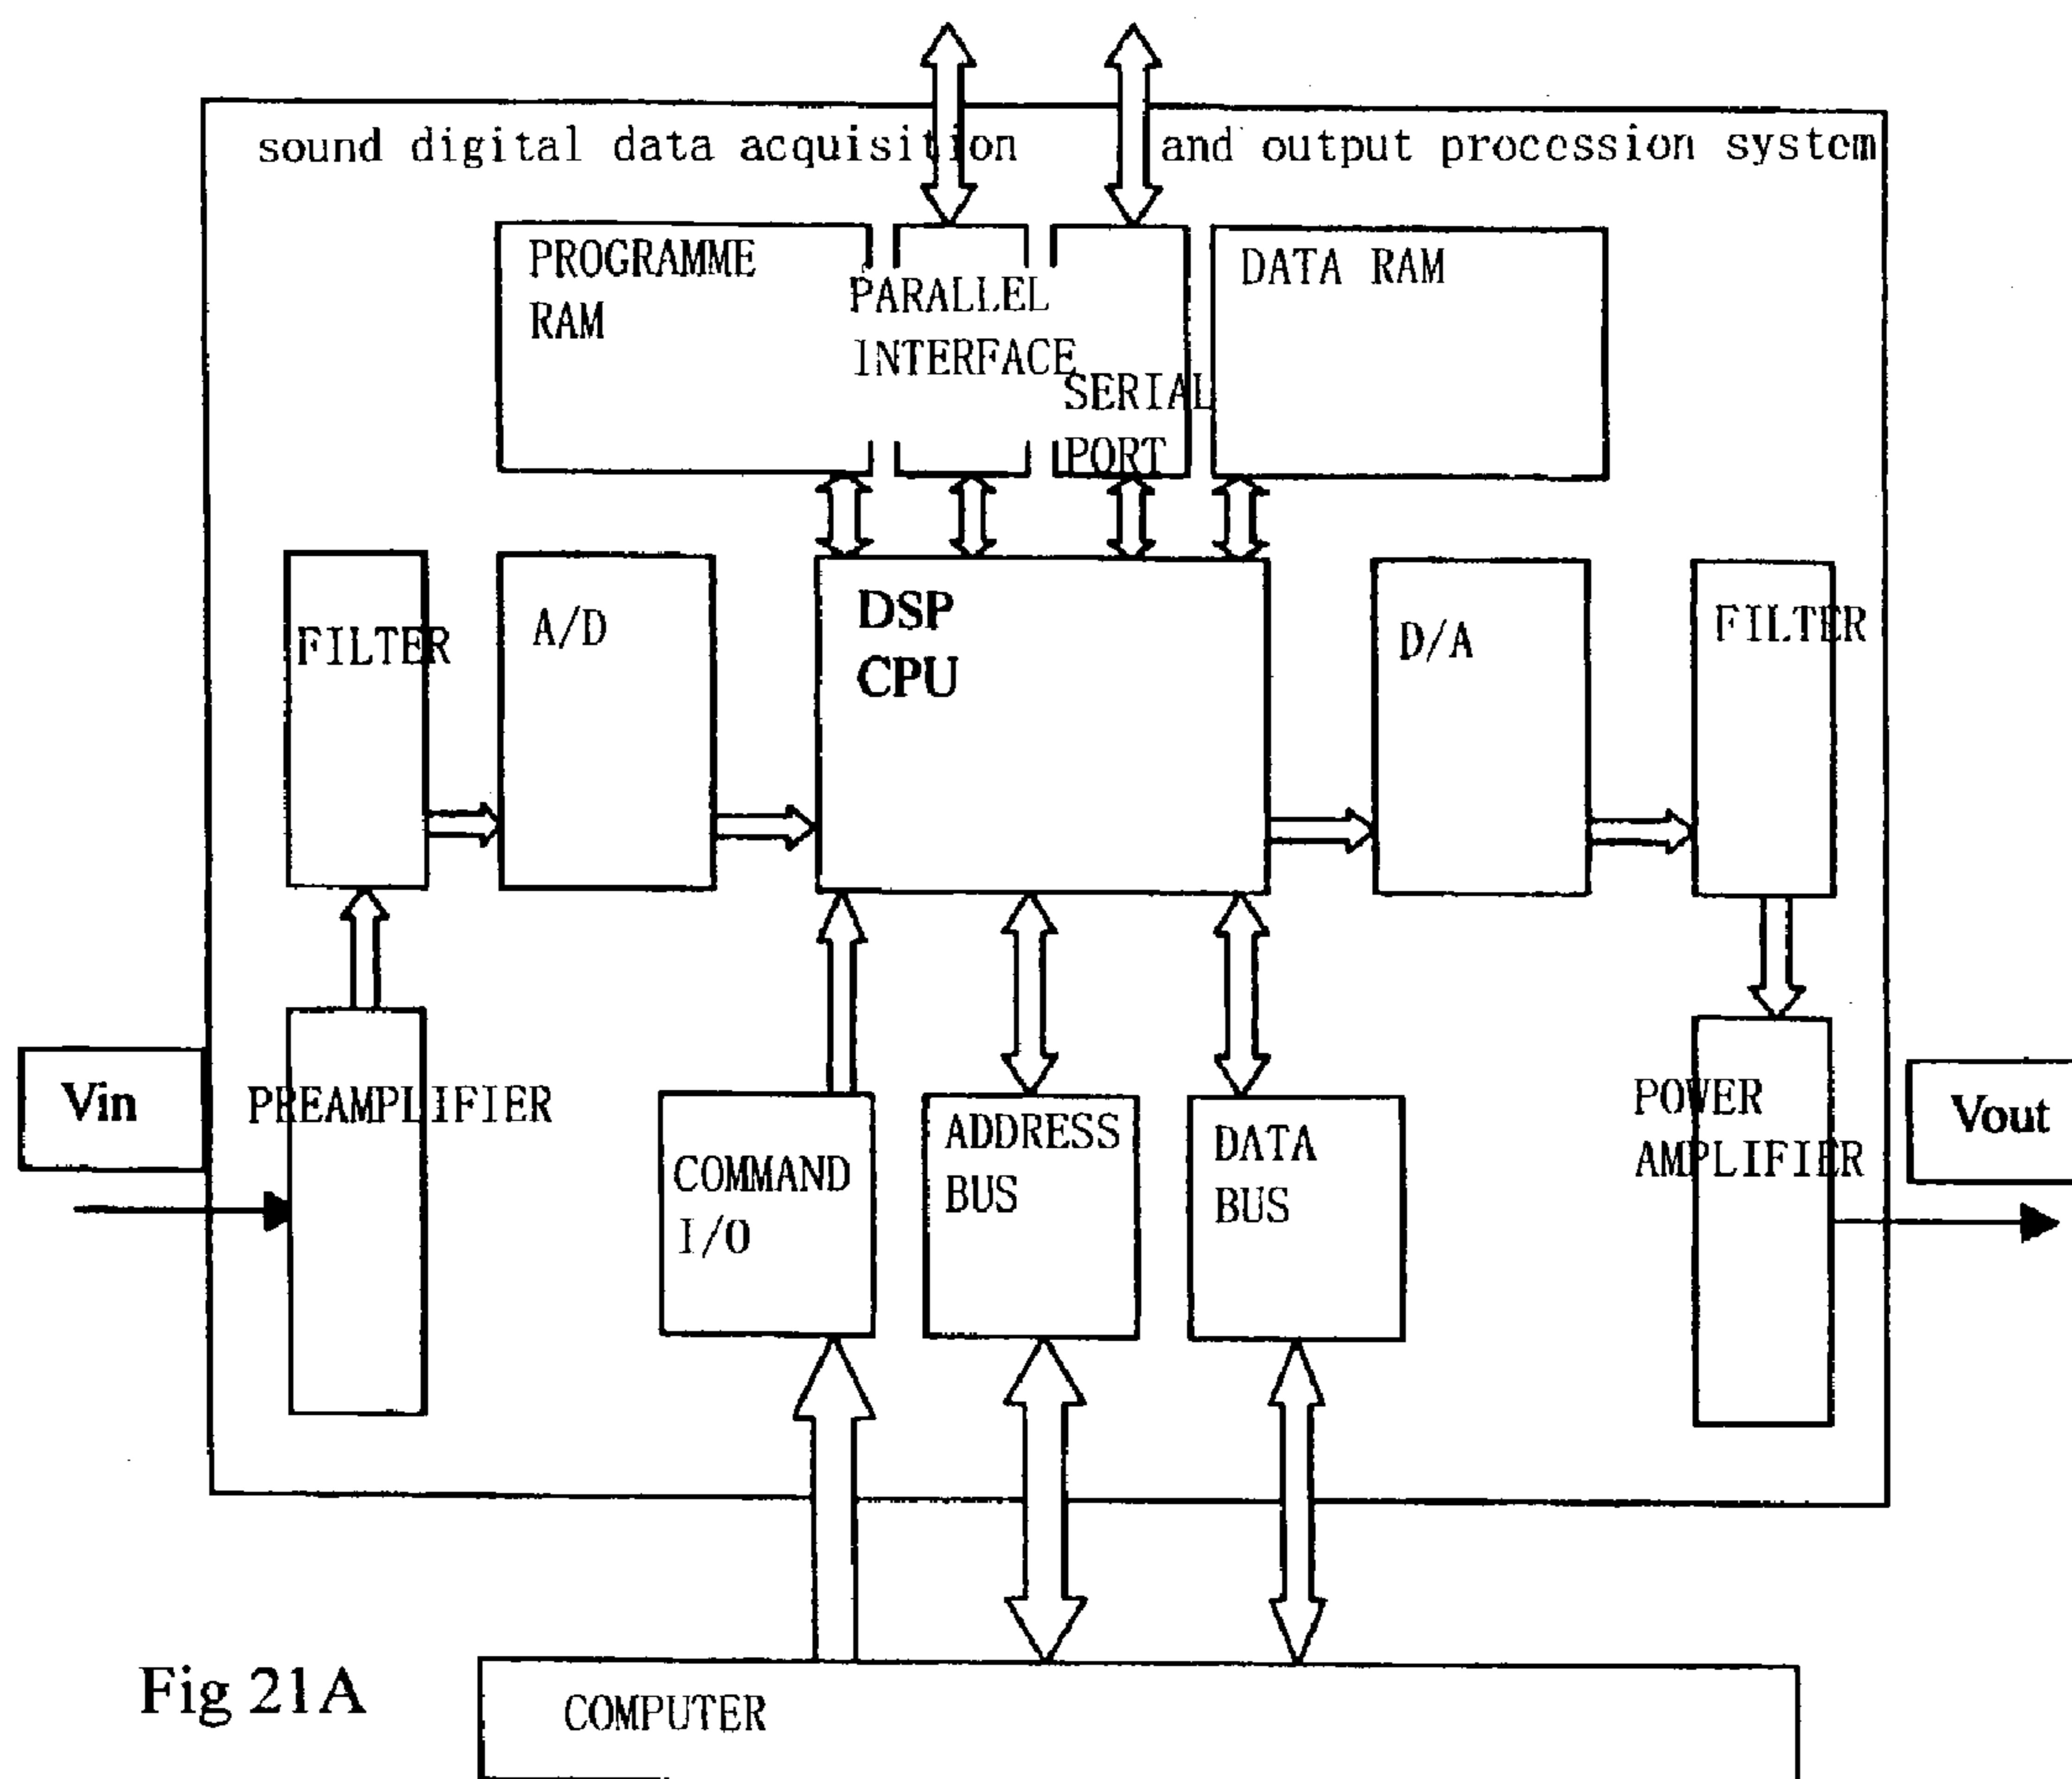 sound digital data acquisition and output procession system
PROGRAMME
RAM
PARALLEL
INTERFACE
SERIAL
PORT
DATA RAM
FILTER
A/D
DSP
CPU
D/A
FILTER
Vin
PREAMPLIFIER
COMMAND
I/O
ADDRESS
BUS
DATA
BUS
POWER
AMPLIFIER
Vout
Fig 21A
COMPUTER